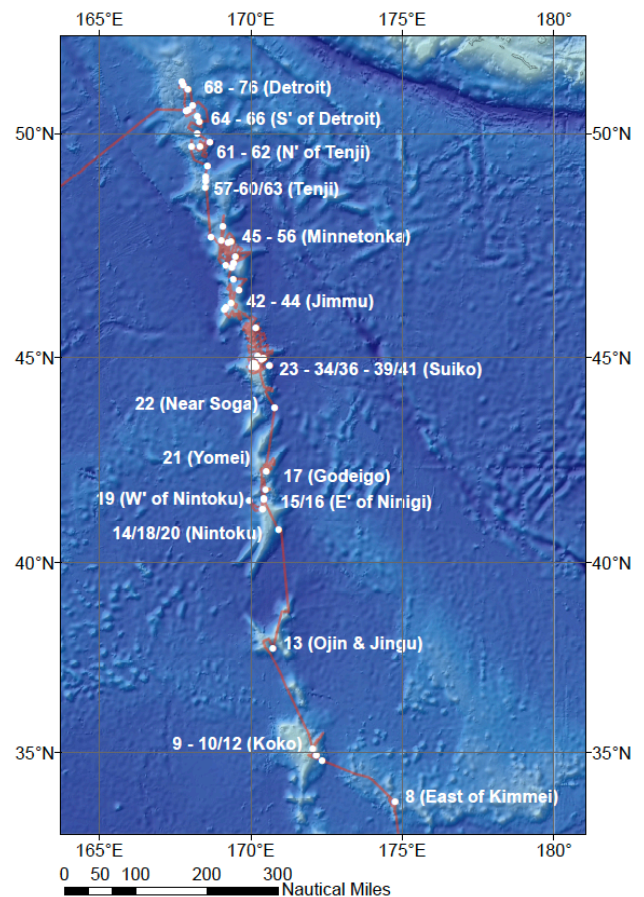 165°E 170°E 175°E 180°
68 - 76 (Detroit)
64 - 66 (S' of Detroit)
50°N 50°N
61 - 62 (N' of Tenji)
57-60/63 (Tenji)
45 - 56 (Minnetonka)
42 - 44 (Jimmu)
45°N 45°N
23 - 34/36 - 39/41 (Suiko)
22 (Near Soga)
21 (Yomei)
17 (Godeigo)
19 (W' of Nintoku) 15/16 (E' of Ninigi)
14/18/20 (Nintoku)
40°N 40°N
13 (Ojin & Jingu)
9 - 10/12 (Koko)
35°N 35°N
8 (East of Kimmei)
165°E 170°E 175°E 180°
0 50 100 200 300
Nautical Miles